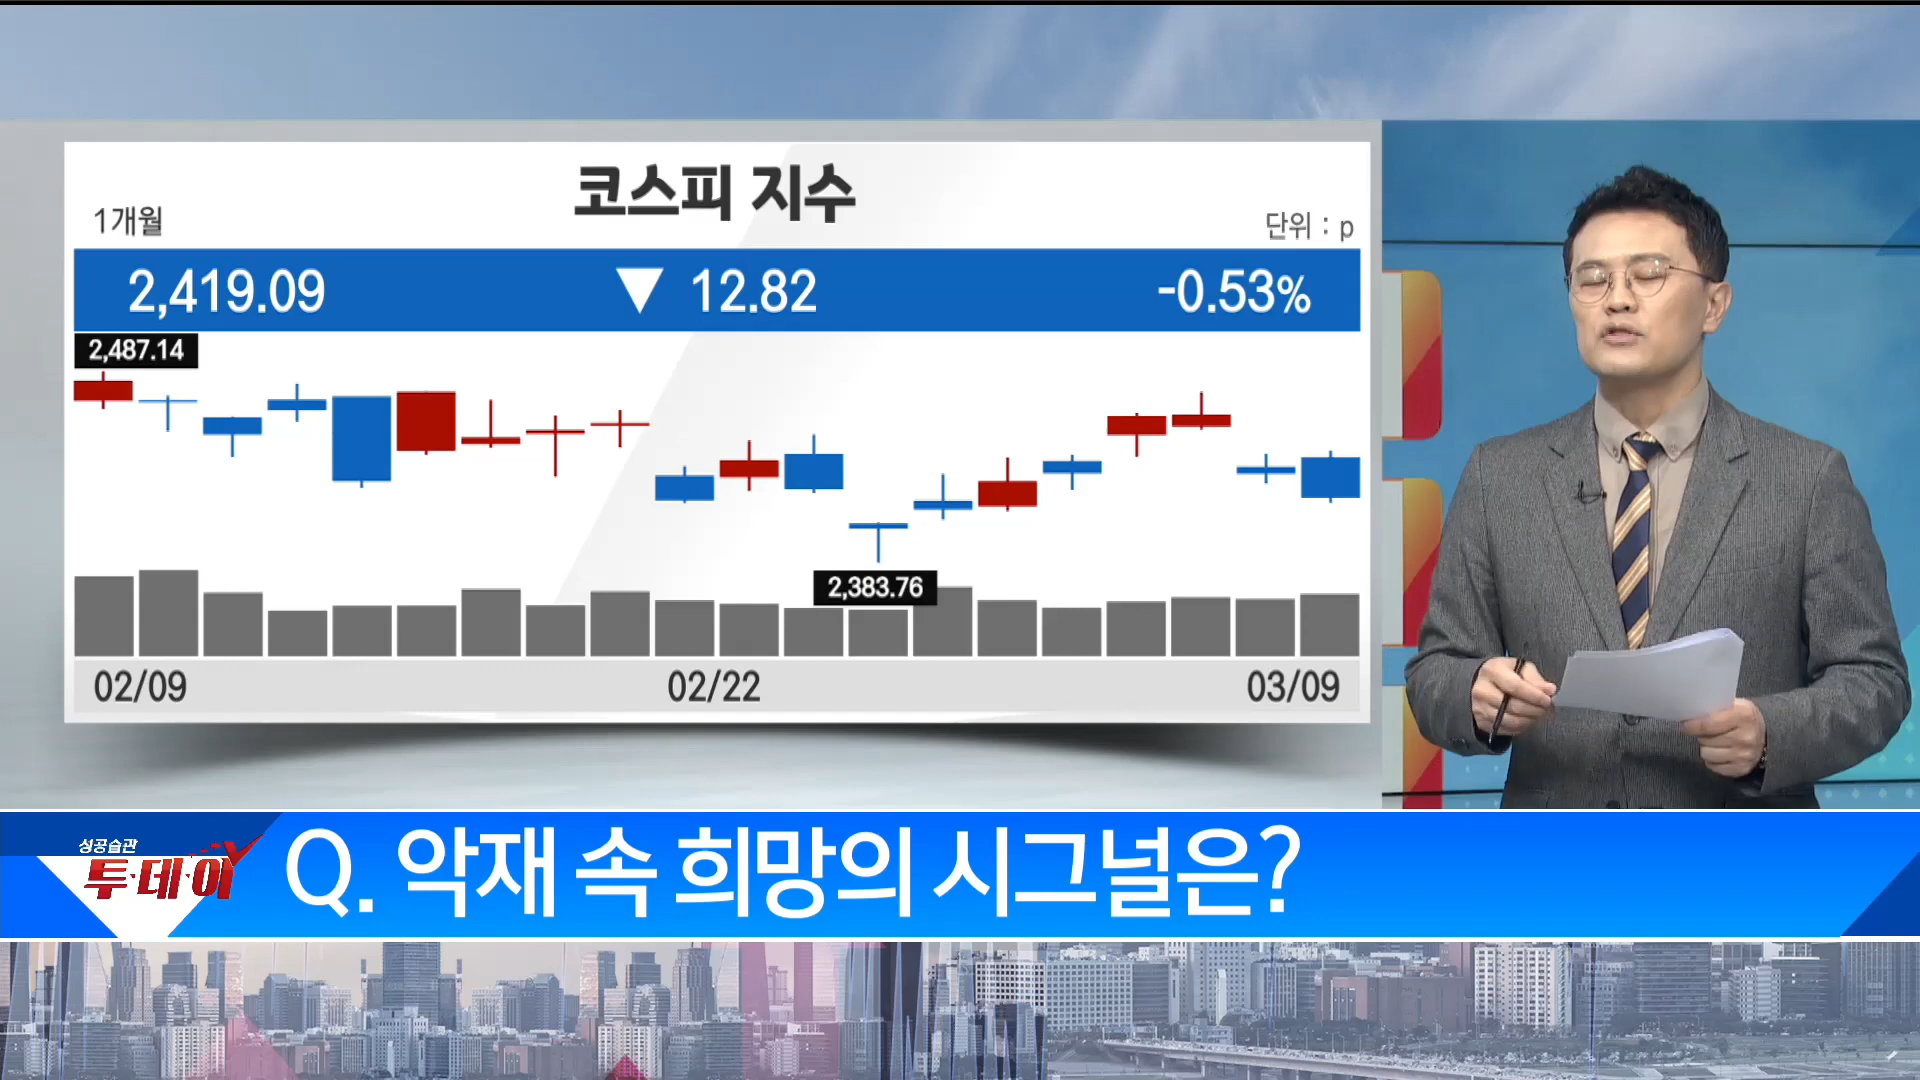 코스피 지수
1개월
단위 : p
2,419.09 ▼ 12.82 -0.53%
2,487.14
2,383.76
02/09 02/22 03/09
성공습관
투·데이
Q. 악재 속 희망의 시그널은?